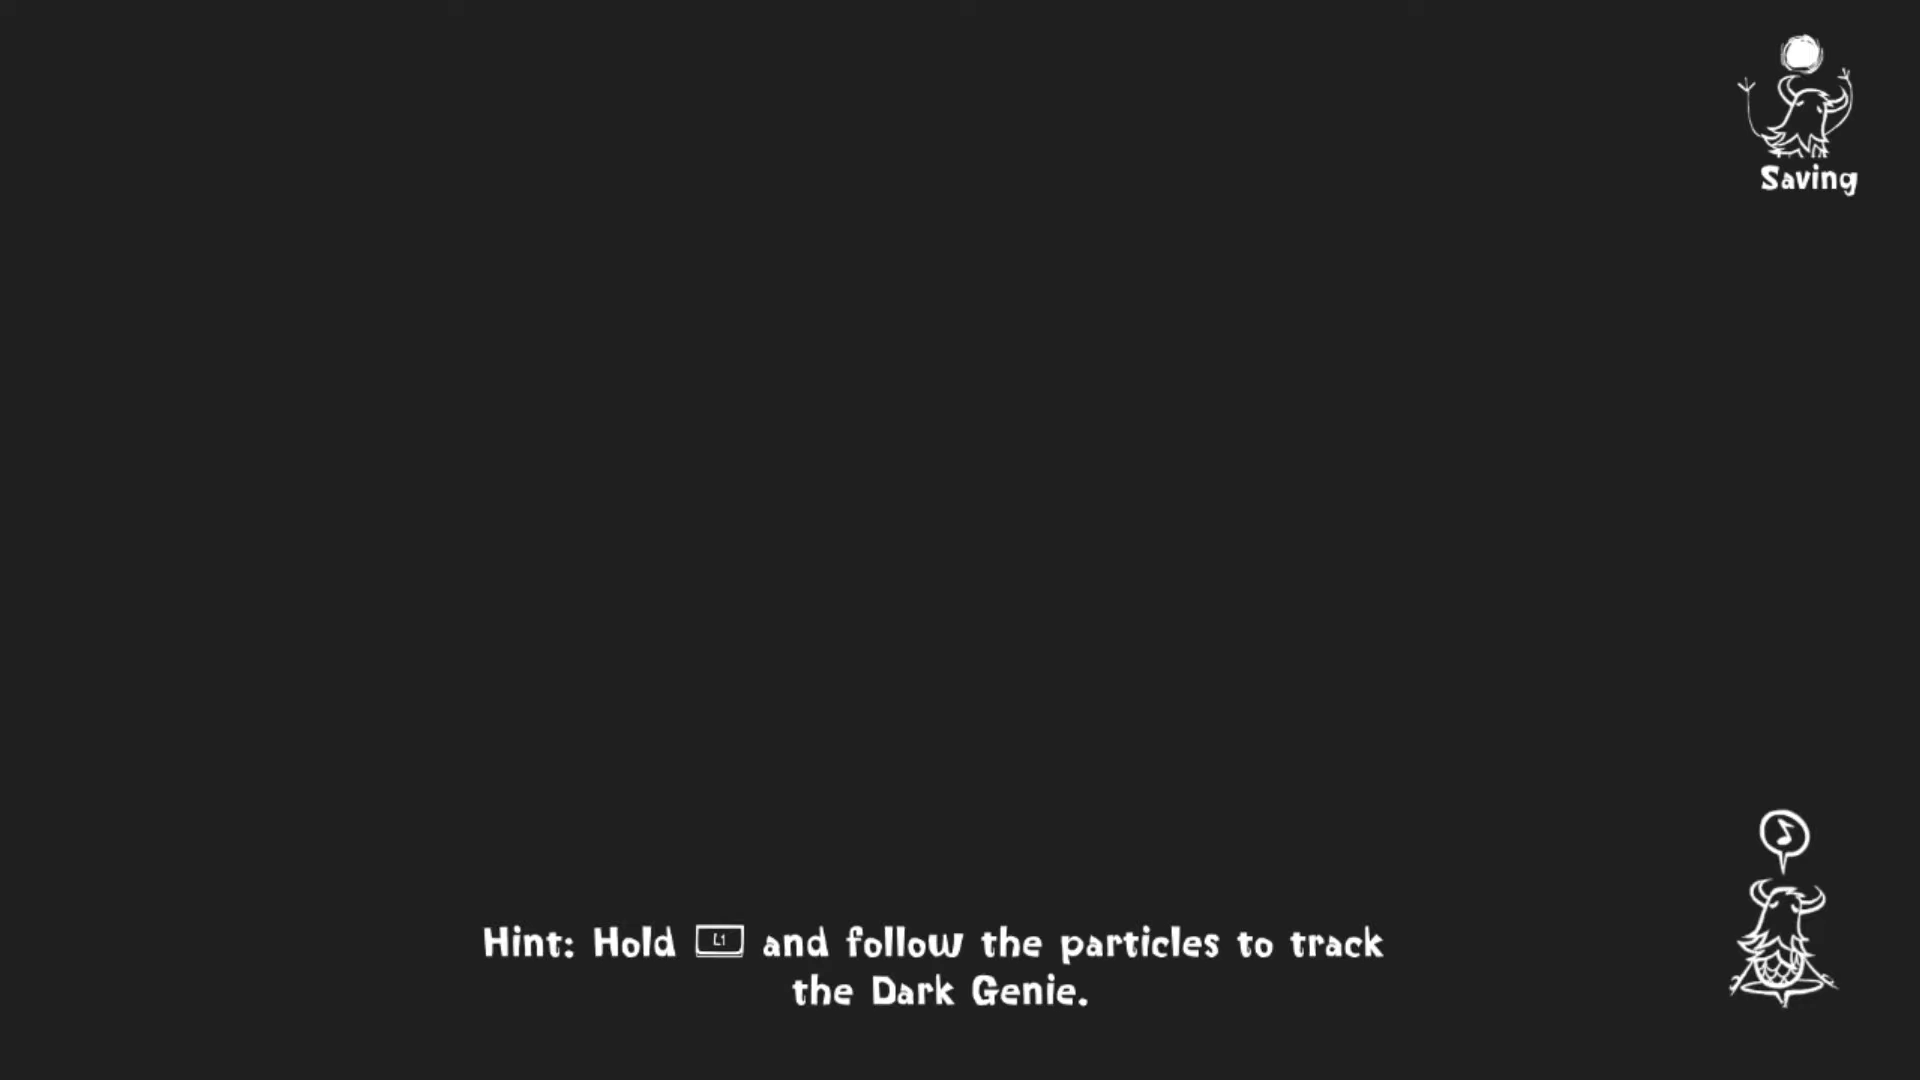 Saving
Hint: Hold L1 and follow the particles to track
the Dark Genie.